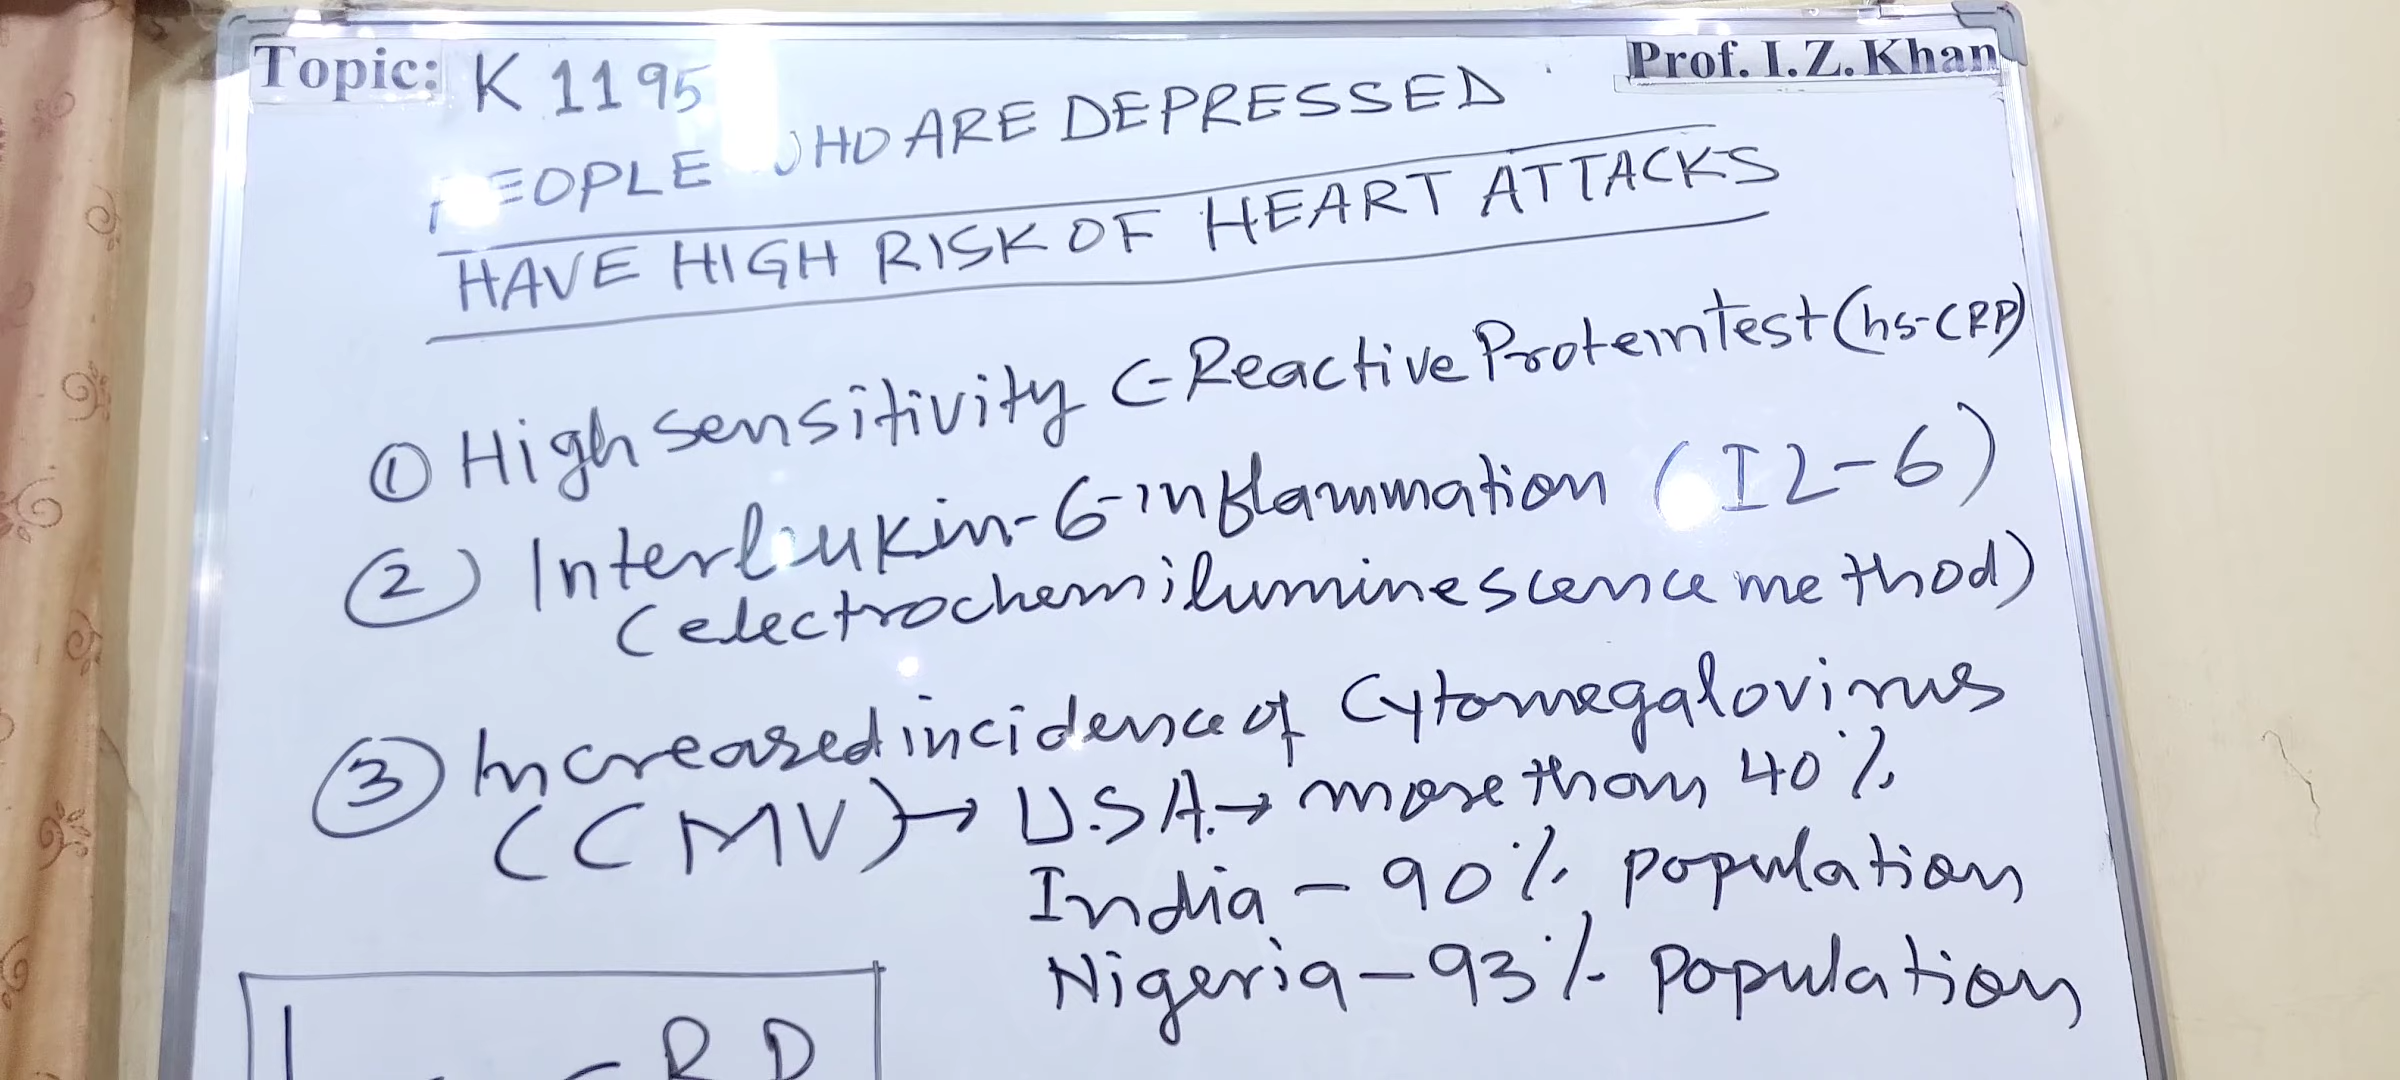 Topic: K 1195
Prof. I.Z. Khan
PEOPLE WHO ARE DEPRESSED
HAVE HIGH RISK OF HEART ATTACKS
① High sensitivity C-Reactive Protein Test (hs-CRP)
② Interleukin-6-inflammation (IL-6)
(electrochemiluminescence method)
③ Increased incidence of Cytomegalovirus
(CMV) → U.S.A. → more than 40%
India - 90% population
Nigeria - 93% population